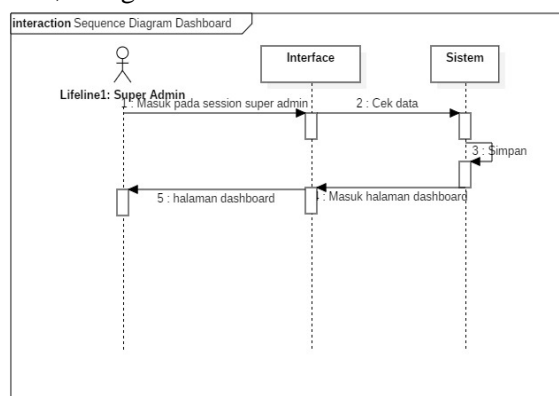 interaction Sequence Diagram Dashboard
Interface
Sistem
Lifeline1: Super Admin
1 : Masuk pada session super admin
2 : Cek data
3 : Simpan
4 : Masuk halaman dashboard
5 : halaman dashboard